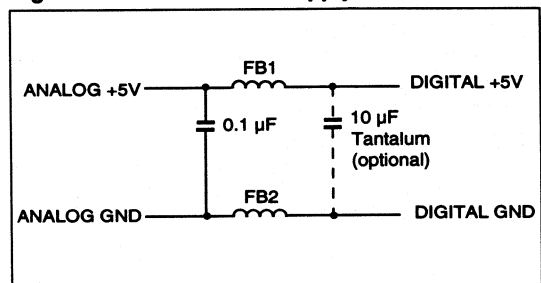 FB1
ANALOG +5V
DIGITAL +5V
0.1 µF
10 µF
Tantalum
(optional)
FB2
ANALOG GND
DIGITAL GND